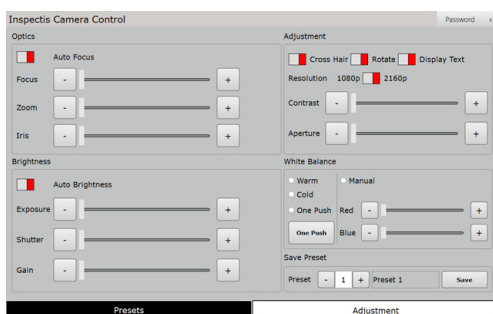 Inspectis Camera Control
Password
Optics
Auto Focus
Focus - +
Zoom - +
Iris - +
Brightness
Auto Brightness
Exposure - +
Shutter - +
Gain - +
Adjustment
Cross Hair Rotate Display Text
Resolution 1080p 2160p
Contrast - +
Aperture - +
White Balance
Warm Manual
Cold
One Push Red - +
One Push Blue - +
Save Preset
Preset - 1 + Preset 1 Save
Presets Adjustment